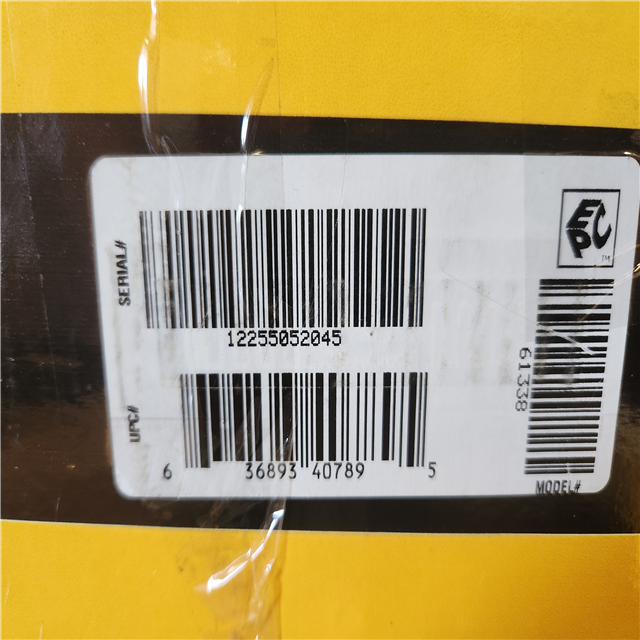 EPC
TM
SERIAL#
12255052045
61338
UPC#
6 36893 40789 5
MODEL#